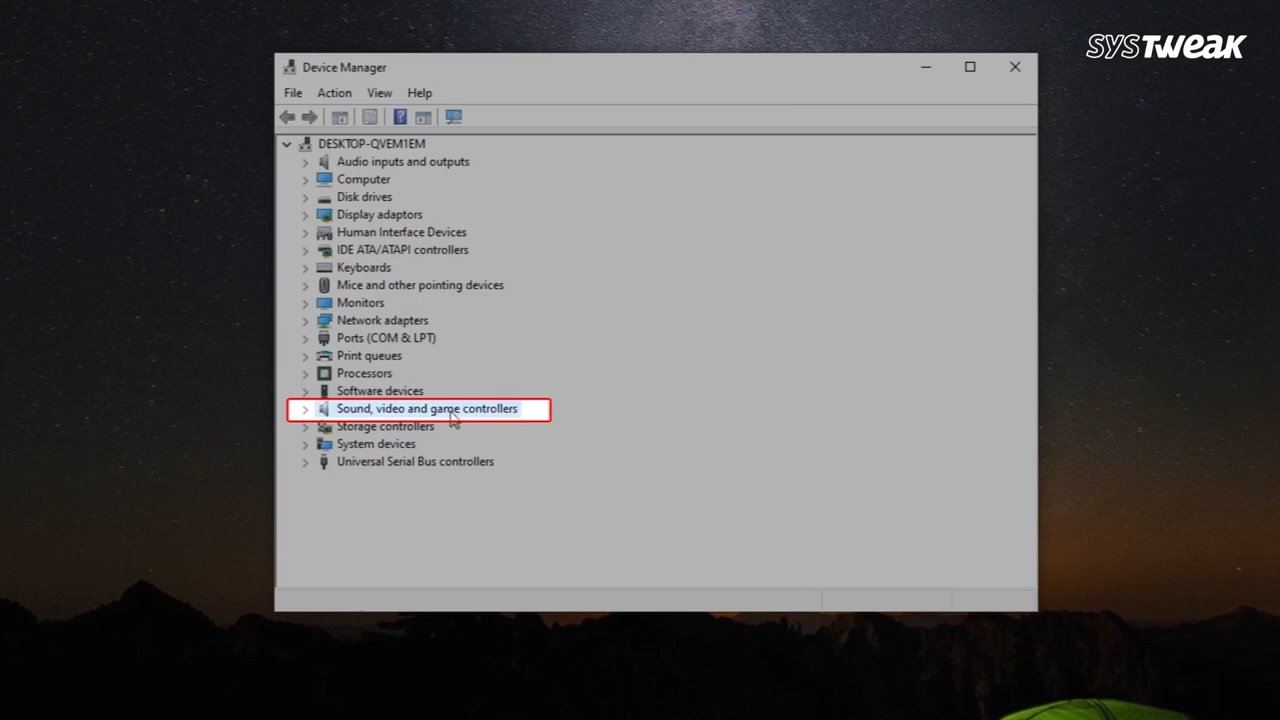 SYSTWEAK
Device Manager
File Action View Help
DESKTOP-QVEM1EM
Audio inputs and outputs
Computer
Disk drives
Display adaptors
Human Interface Devices
IDE ATA/ATAPI controllers
Keyboards
Mice and other pointing devices
Monitors
Network adapters
Ports (COM & LPT)
Print queues
Processors
Software devices
Sound, video and game controllers
Storage controllers
System devices
Universal Serial Bus controllers